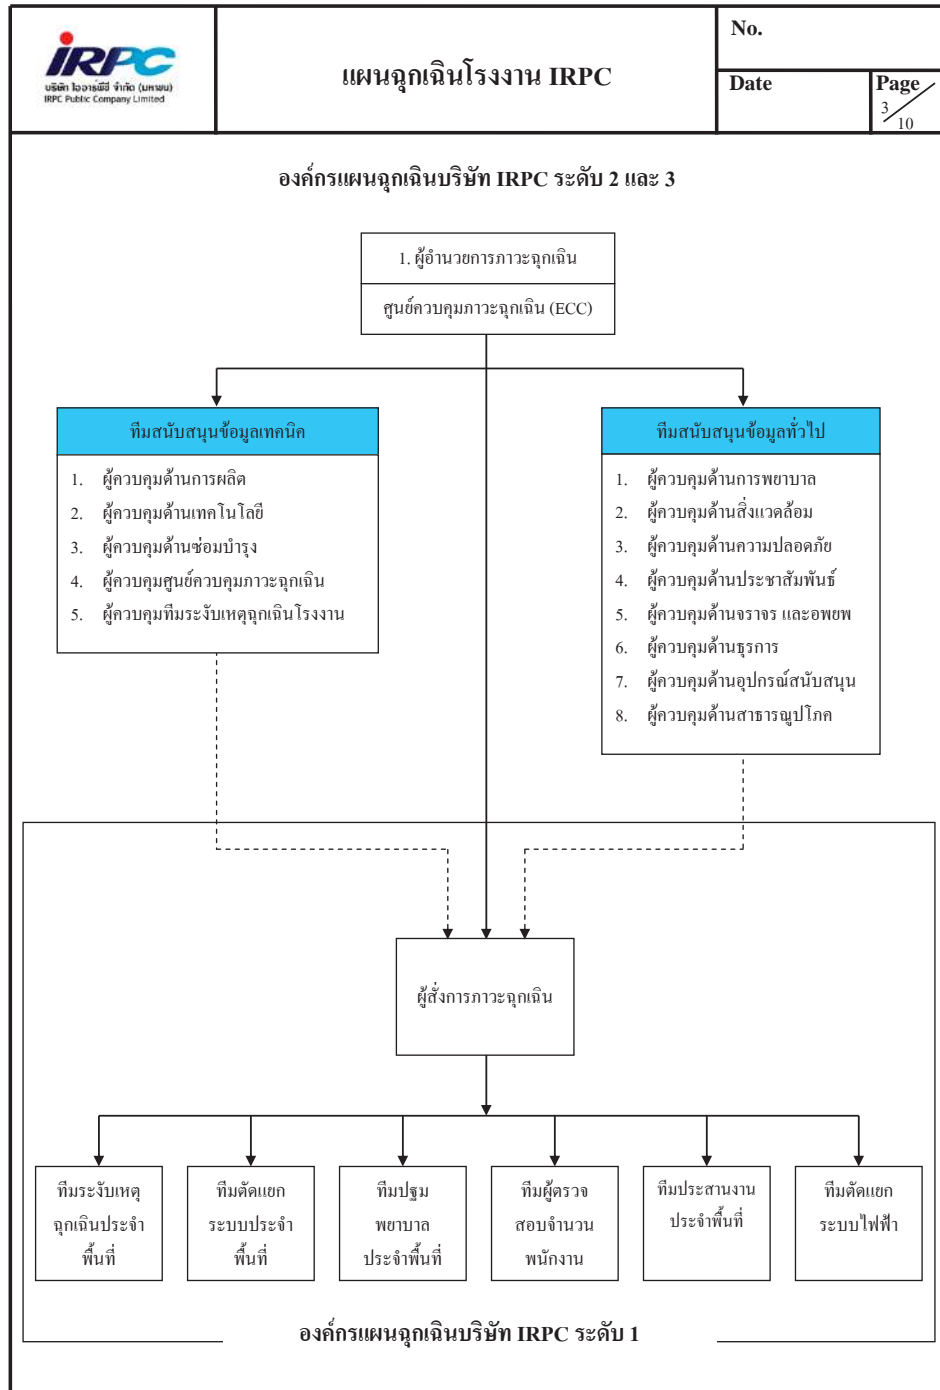 iRPC
บริษัท ไออาร์พีซี จำกัด (มหาชน)
IRPC Public Company Limited
แผนฉุกเฉินโรงงาน IRPC
No.
Date
Page
3
10
องค์กรแผนฉุกเฉินบริษัท IRPC ระดับ 2 และ 3
1. ผู้อำนวยการภาวะฉุกเฉิน
ศูนย์ควบคุมภาวะฉุกเฉิน (ECC)
ทีมสนับสนุนข้อมูลเทคนิค
1. ผู้ควบคุมด้านการผลิต
2. ผู้ควบคุมด้านเทคโนโลยี
3. ผู้ควบคุมด้านซ่อมบำรุง
4. ผู้ควบคุมศูนย์ควบคุมภาวะฉุกเฉิน
5. ผู้ควบคุมทีมระงับเหตุฉุกเฉินโรงงาน
ทีมสนับสนุนข้อมูลทั่วไป
1. ผู้ควบคุมด้านการพยาบาล
2. ผู้ควบคุมด้านสิ่งแวดล้อม
3. ผู้ควบคุมด้านความปลอดภัย
4. ผู้ควบคุมด้านประชาสัมพันธ์
5. ผู้ควบคุมด้านจราจร และอพยพ
6. ผู้ควบคุมด้านธุรการ
7. ผู้ควบคุมด้านอุปกรณ์สนับสนุน
8. ผู้ควบคุมด้านสาธารณูปโภค
ผู้สั่งการภาวะฉุกเฉิน
ทีมระงับเหตุ
ฉุกเฉินประจำ
พื้นที่
ทีมตัดแยก
ระบบประจำ
พื้นที่
ทีมปฐม
พยาบาล
ประจำพื้นที่
ทีมผู้ตรวจ
สอบจำนวน
พนักงาน
ทีมประสานงาน
ประจำพื้นที่
ทีมตัดแยก
ระบบไฟฟ้า
องค์กรแผนฉุกเฉินบริษัท IRPC ระดับ 1